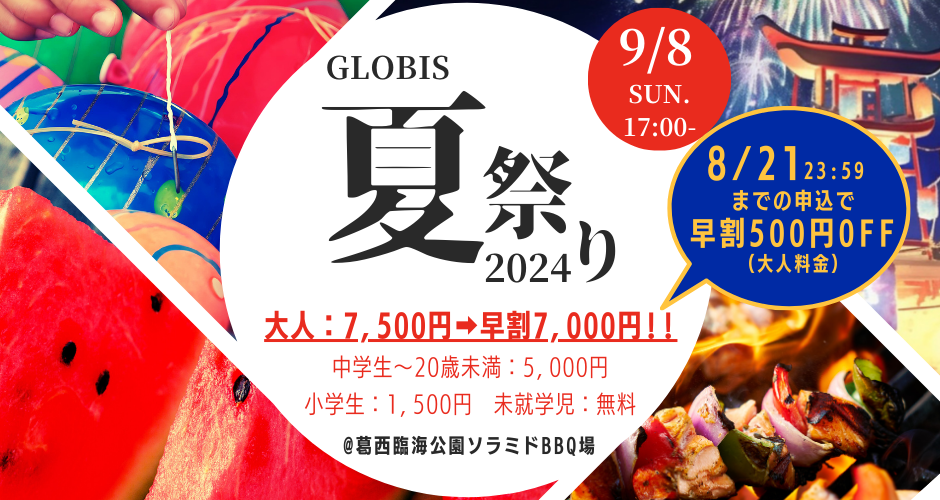 GLOBIS
夏祭り
2024
9/8
SUN.
17:00-
8/21 23:59
までの申込で
早割500円OFF
(大人料金)
大人：7,500円➡早割7,000円!!
中学生～20歳未満：5,000円
小学生：1,500円　未就学児：無料
@葛西臨海公園ソラミドBBQ場